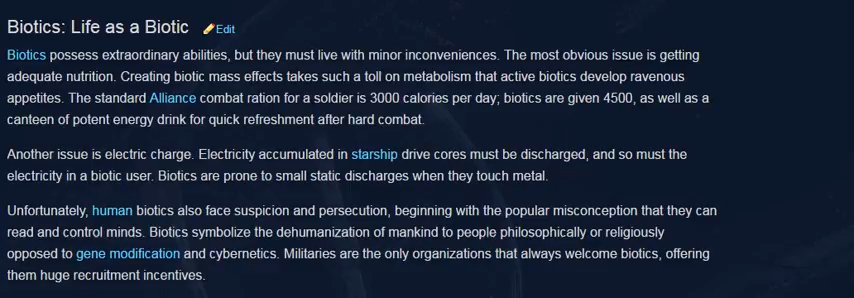 Biotics: Life as a Biotic Edit
Biotics possess extraordinary abilities, but they must live with minor inconveniences. The most obvious issue is getting
adequate nutrition. Creating biotic mass effects takes such a toll on metabolism that active biotics develop ravenous
appetites. The standard Alliance combat ration for a soldier is 3000 calories per day; biotics are given 4500, as well as a
canteen of potent energy drink for quick refreshment after hard combat.
Another issue is electric charge. Electricity accumulated in starship drive cores must be discharged, and so must the
electricity in a biotic user. Biotics are prone to small static discharges when they touch metal.
Unfortunately, human biotics also face suspicion and persecution, beginning with the popular misconception that they can
read and control minds. Biotics symbolize the dehumanization of mankind to people philosophically or religiously
opposed to gene modification and cybernetics. Militaries are the only organizations that always welcome biotics, offering
them huge recruitment incentives.